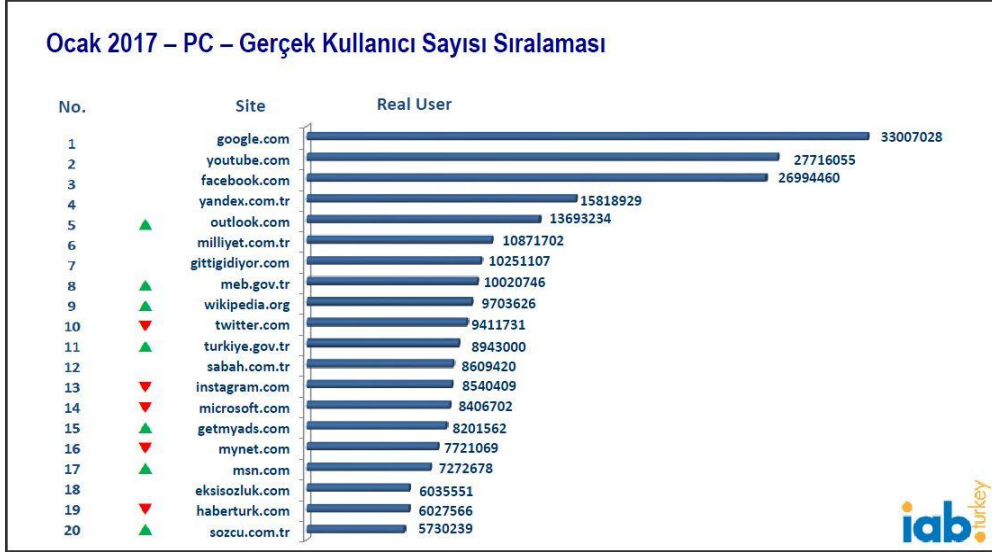 Ocak 2017 – PC – Gerçek Kullanıcı Sayısı Sıralaması
No. Site Real User
1 google.com 33007028
2 youtube.com 27716055
3 facebook.com 26994460
4 yandex.com.tr 15818929
5 outlook.com 13693234
6 milliyet.com.tr 10871702
7 gittigidiyor.com 10251107
8 meb.gov.tr 10020746
9 wikipedia.org 9703626
10 twitter.com 9411731
11 turkiye.gov.tr 8943000
12 sabah.com.tr 8609420
13 instagram.com 8540409
14 microsoft.com 8406702
15 getmyads.com 8201562
16 mynet.com 7721069
17 msn.com 7272678
18 eksisozluk.com 6035551
19 haberturk.com 6027566
20 sozcu.com.tr 5730239
iab.turkey